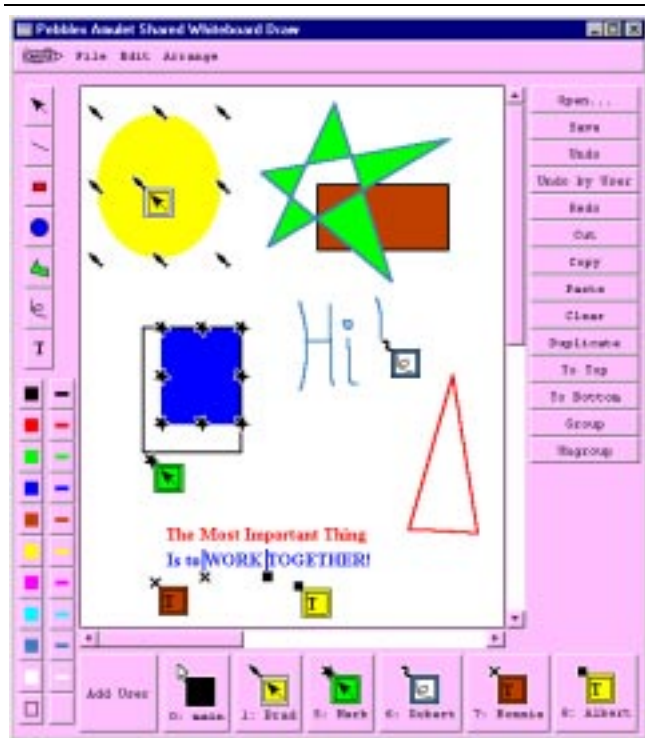 Pebbles Amulet Shared Whiteboard Draw
File Edit Arrange
Open...
Save
Undo
Undo by User
Redo
Cut
Copy
Paste
Clear
Duplicate
To Top
To Bottom
Group
Ungroup
T
Hi!
The Most Important Thing
Is to WORK TOGETHER!
T
T
Add User
0: main
1: Brad
5: Herb
6: Robert
7: Bonnie
8: Albert
T
T